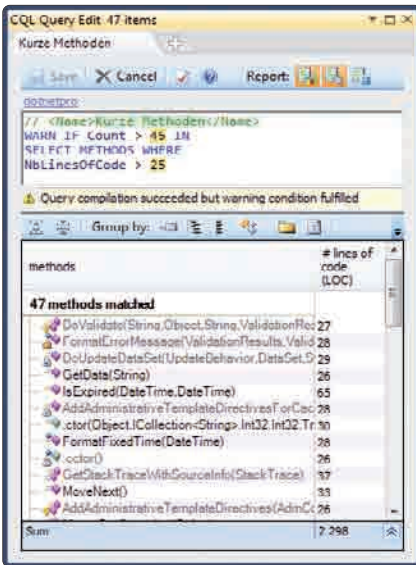 CQL Query Edit 47 items
Kurze Methoden
Save Cancel Report:
dotnetpro
// <Name>Kurze Methoden</Name>
WARN IF Count > 45 IN
SELECT METHODS WHERE
NbLinesOfCode > 25
Query compilation succeeded but warning condition fulfilled
Group by:
methods # lines of code (LOC)
47 methods matched
DoValidate(String,Object,String,ValidationRes 27
FormatErrorMessage(ValidationResults,Valid 28
DoUpdateDataSet(UpdateBehavior,DataSet,S 29
GetData(String) 26
IsExpired(DateTime,DateTime) 65
AddAdministrativeTemplateDirectivesForCac 28
.ctor(Object.ICollection<String>.Int32.Int32.Tr 30
FormatFixedTime(DateTime) 28
.cctor() 26
GetStackTraceWithSourceInfo(StackTrace) 37
MoveNext() 33
AddAdministrativeTemplateDirectives(AdmCo 26
Sum 2 298